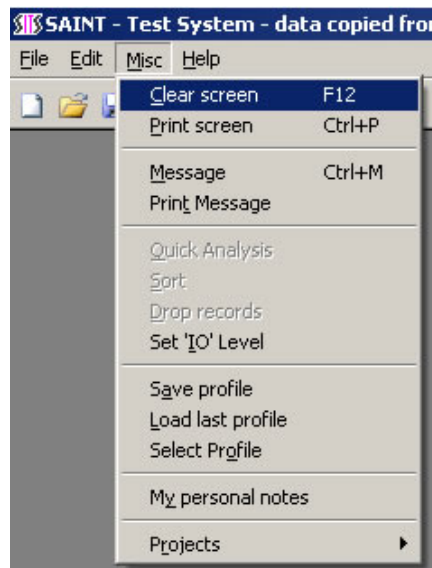 SAINT - Test System - data copied fro
File Edit Misc Help
Clear screen F12
Print screen Ctrl+P
Message Ctrl+M
Print Message
Quick Analysis
Sort
Drop records
Set 'IO' Level
Save profile
Load last profile
Select Profile
My personal notes
Projects